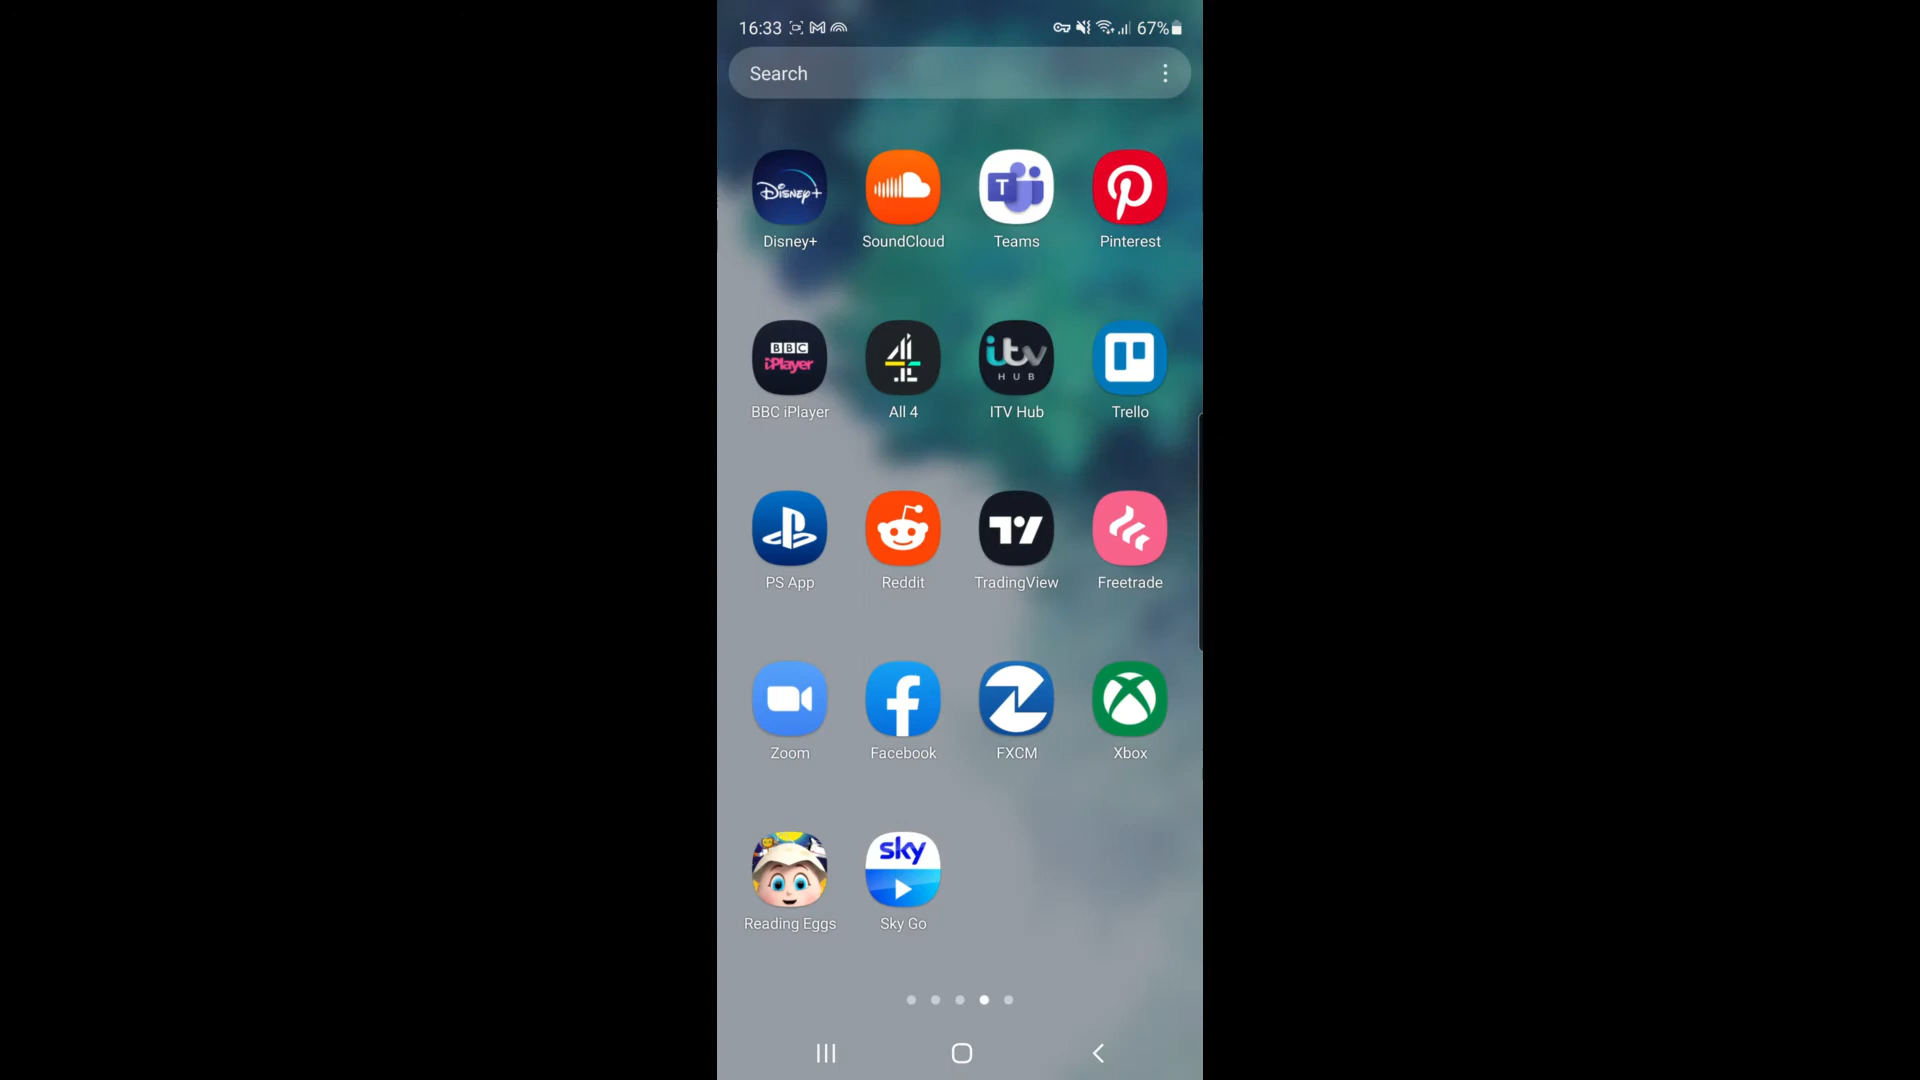 16:33 67%
Search
Disney+
Disney+ SoundCloud Teams Pinterest
BBC
iPlayer
itv
HUB
BBC iPlayer All 4 ITV Hub Trello
PS App Reddit TradingView Freetrade
Zoom Facebook FXCM Xbox
sky
Reading Eggs Sky Go